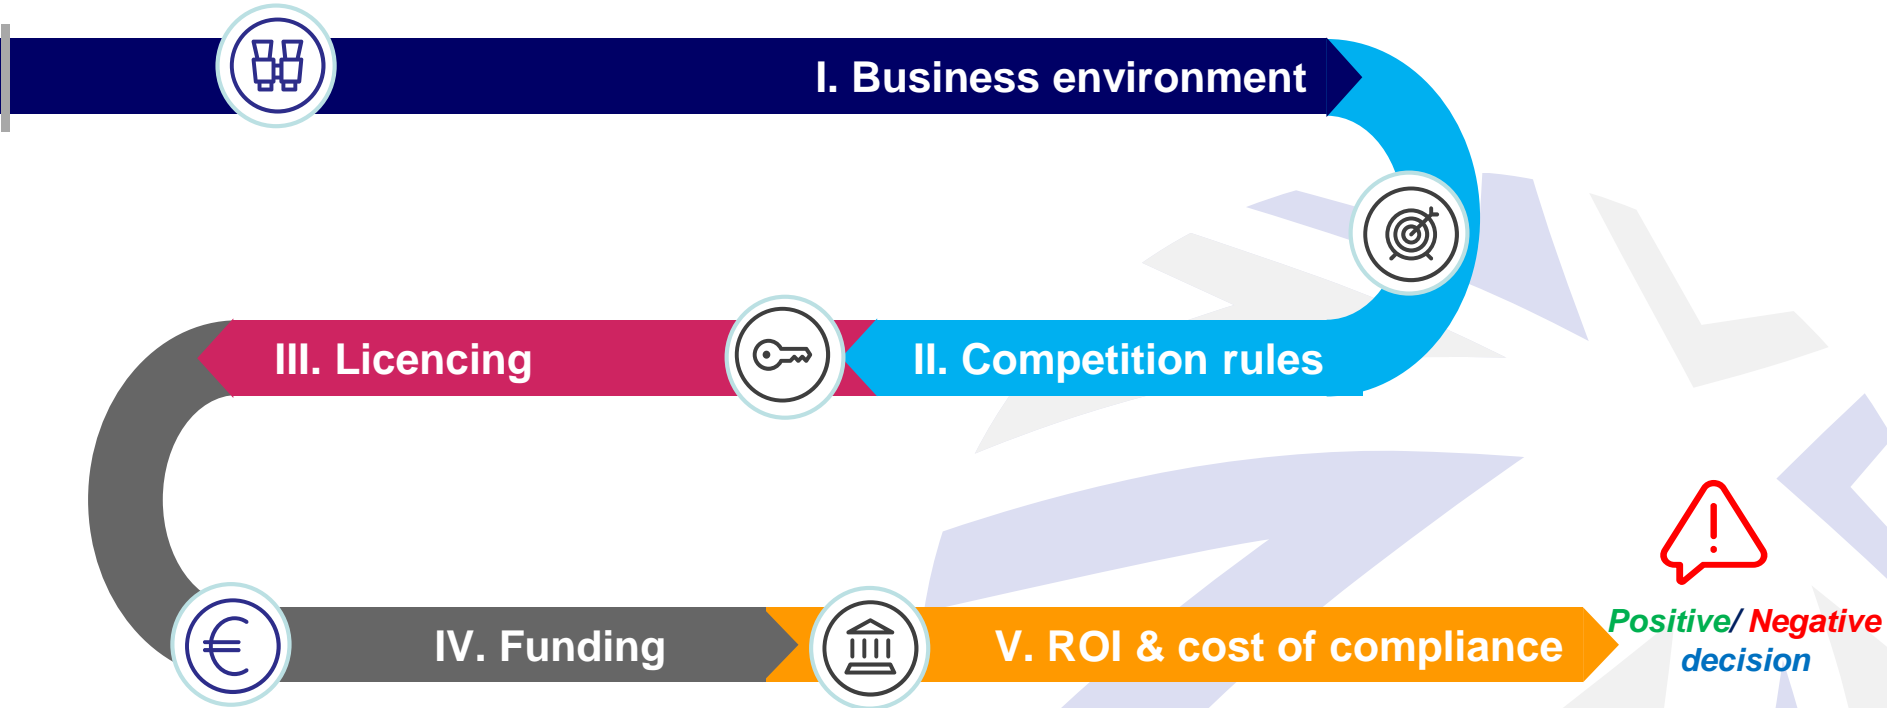 I. Business environment
II. Competition rules
III. Licencing
IV. Funding
V. ROI & cost of compliance
Positive/ Negative
decision